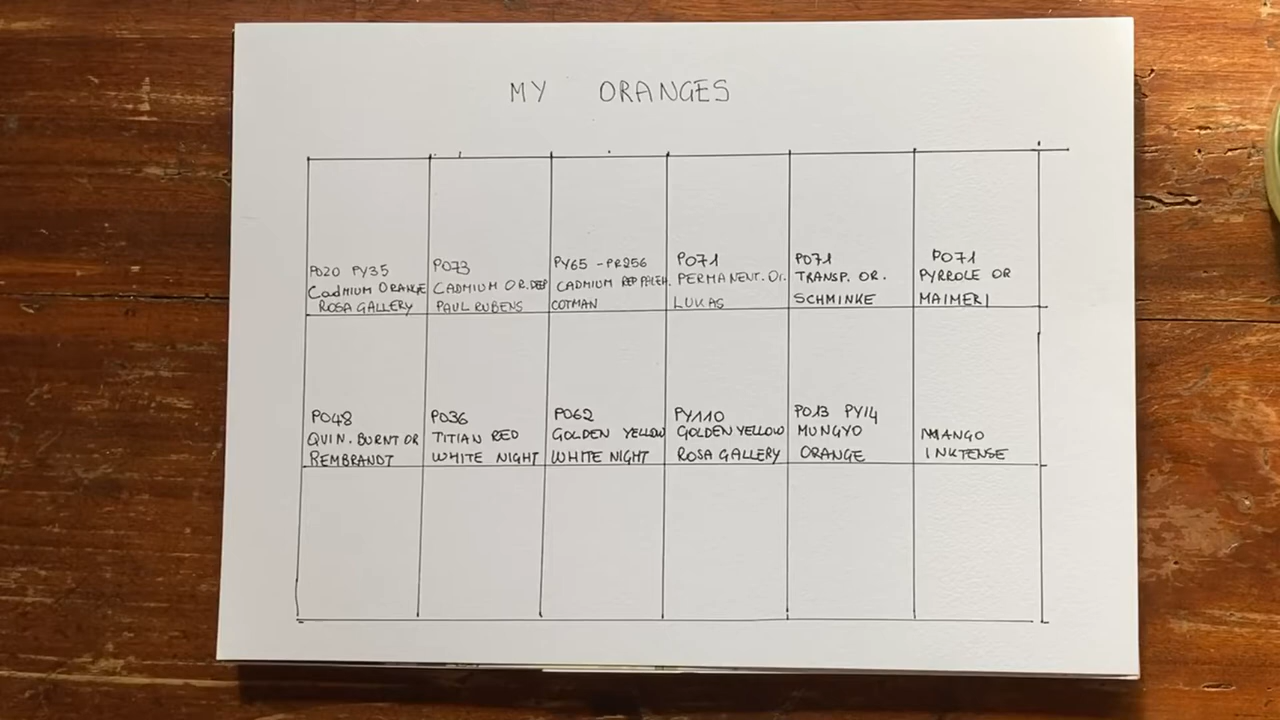 MY ORANGES
PO20 PY35
CADMIUM ORANGE
ROSA GALLERY
PO73
CADMIUM OR. DEP
PAUL RUBENS
PY65 - PR256
CADMIUM RED
COTMAN
PO71
PERMANENT. Or.
LUKAS
PO71
TRANSP. OR.
SCHMINKE
PO71
PYRROLE OR
MAIMERI
PO48
QUIN. BURNT OR
REMBRANDT
PO36
TITIAN RED
WHITE NIGHT
PO62
GOLDEN YELLOW
WHITE NIGHT
PY110
GOLDEN YELLOW
ROSA GALLERY
PO13 PY14
MUNGYO
ORANGE
MANGO
INKTENSE